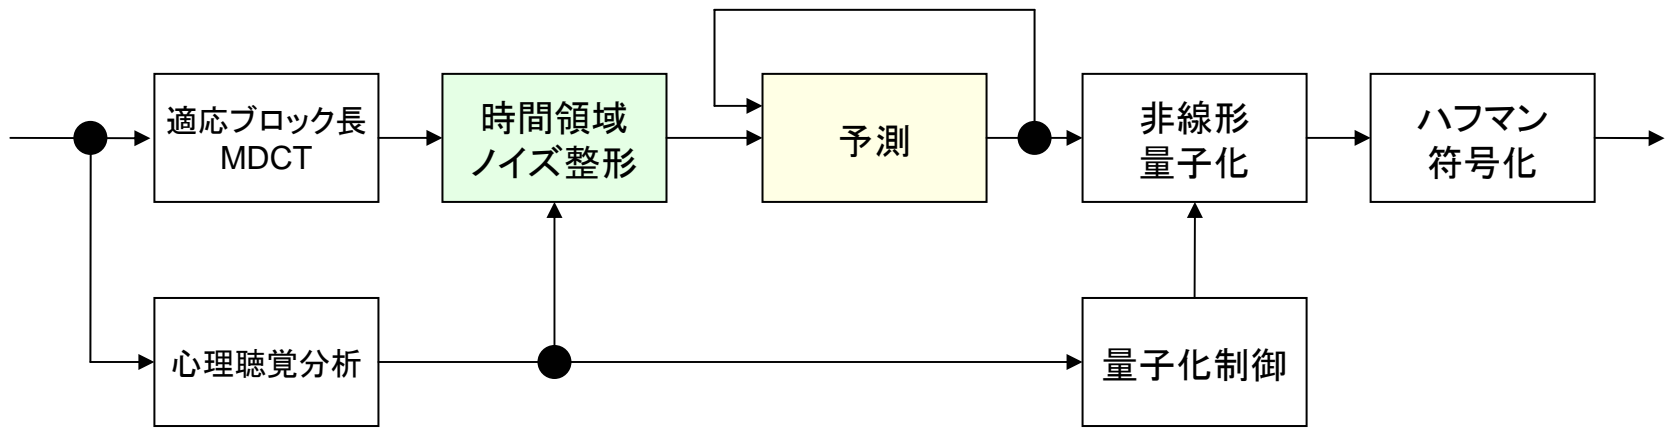 適応ブロック長
MDCT
時間領域
ノイズ整形
予測
非線形
量子化
ハフマン
符号化
心理聴覚分析
量子化制御